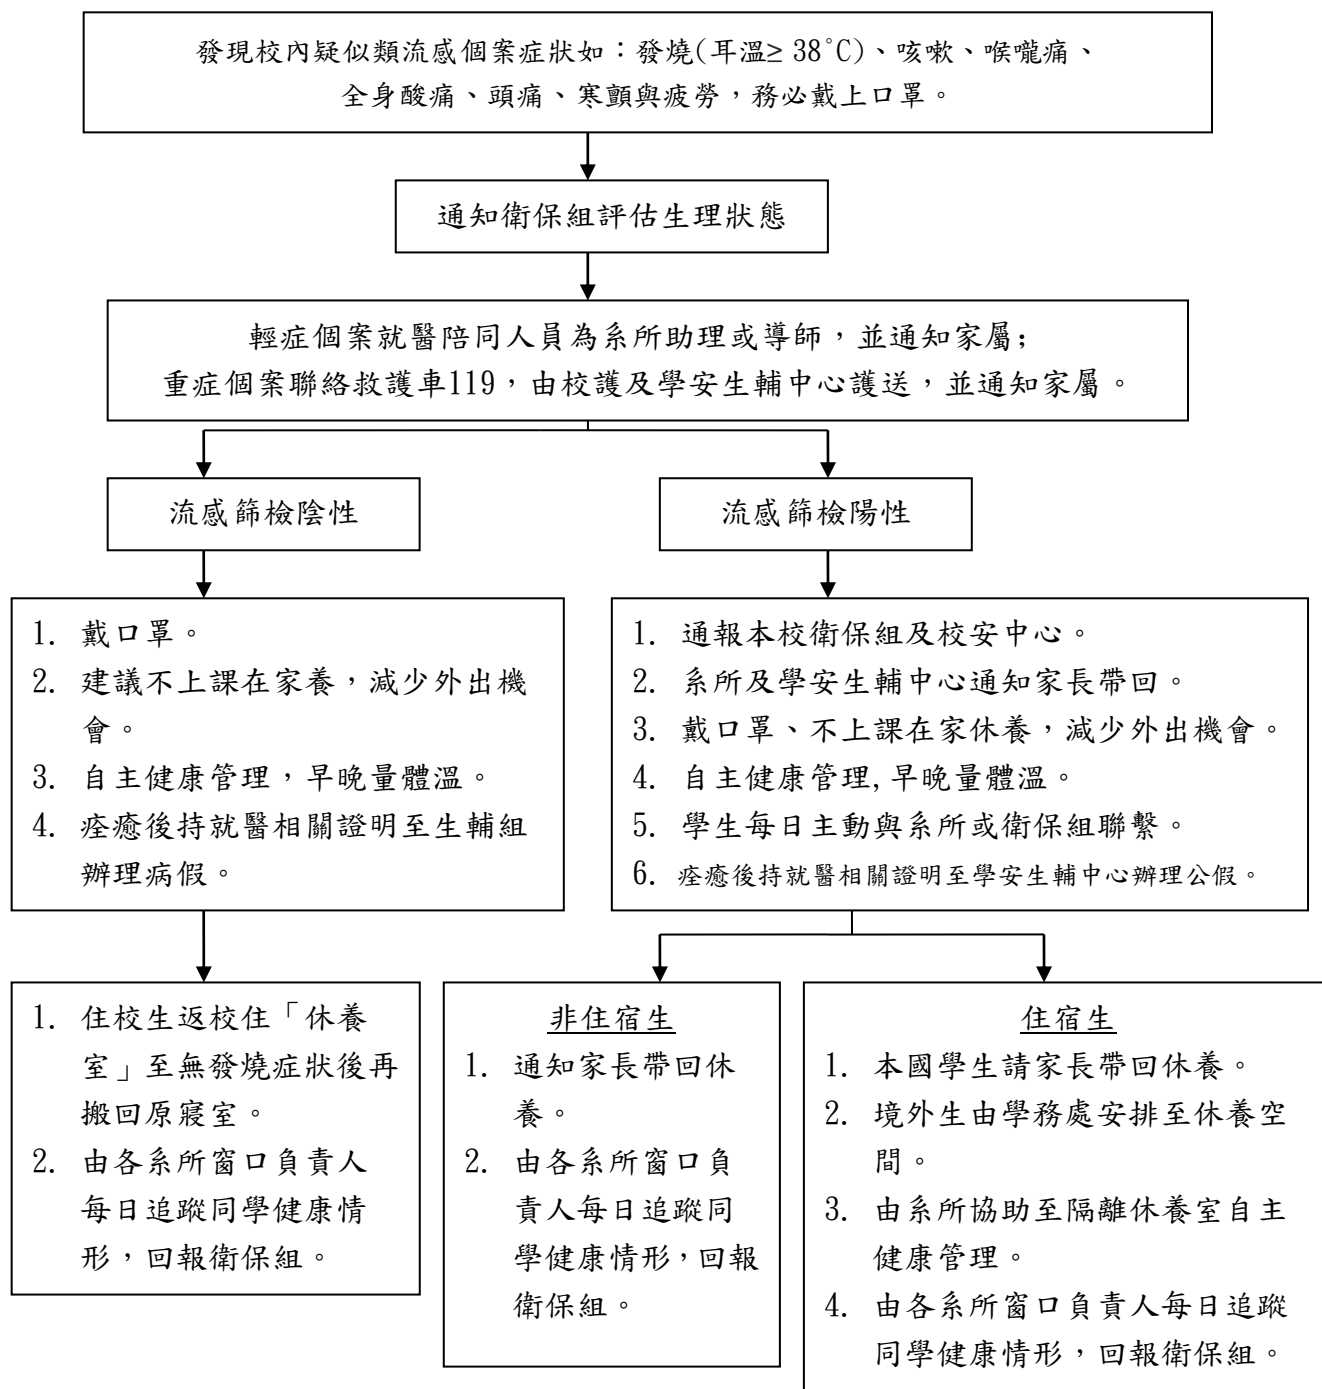 發現校內疑似類流感個案症狀如：發燒(耳溫≥ 38°C)、咳嗽、喉嚨痛、
全身酸痛、頭痛、寒顫與疲勞，務必戴上口罩。
通知衛保組評估生理狀態
輕症個案就醫陪同人員為系所助理或導師，並通知家屬；
重症個案聯絡救護車119，由校護及學安生輔中心護送，並通知家屬。
流感篩檢陰性
流感篩檢陽性
1. 戴口罩。
2. 建議不上課在家養，減少外出機
會。
3. 自主健康管理，早晚量體溫。
4. 痊癒後持就醫相關證明至生輔組
辦理病假。
1. 通報本校衛保組及校安中心。
2. 系所及學安生輔中心通知家長帶回。
3. 戴口罩、不上課在家休養，減少外出機會。
4. 自主健康管理,早晚量體溫。
5. 學生每日主動與系所或衛保組聯繫。
6. 痊癒後持就醫相關證明至學安生輔中心辦理公假。
1. 住校生返校住「休養
室」至無發燒症狀後再
搬回原寢室。
2. 由各系所窗口負責人
每日追蹤同學健康情
形，回報衛保組。
非住宿生
1. 通知家長帶回休
養。
2. 由各系所窗口負
責人每日追蹤同
學健康情形，回報
衛保組。
住宿生
1. 本國學生請家長帶回休養。
2. 境外生由學務處安排至休養空
間。
3. 由系所協助至隔離休養室自主
健康管理。
4. 由各系所窗口負責人每日追蹤
同學健康情形，回報衛保組。